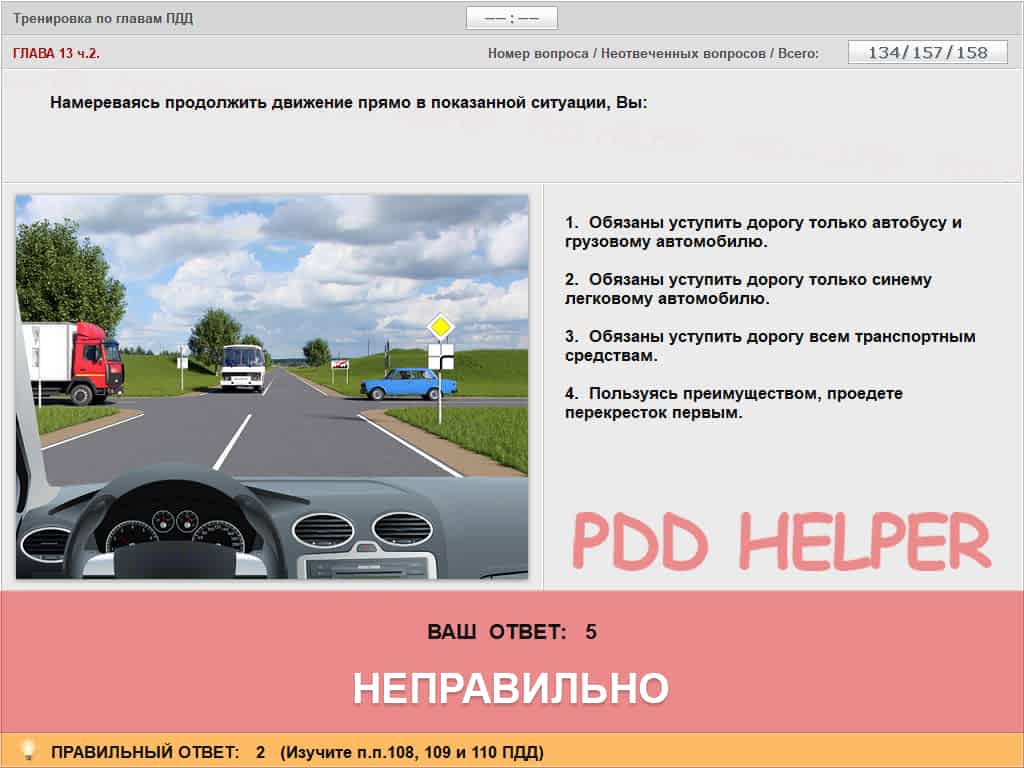 Тренировка по главам ПДД
—— : ——
ГЛАВА 13 ч.2.
Номер вопроса / Неотвеченных вопросов / Всего:
134/157/158
Намереваясь продолжить движение прямо в показанной ситуации, Вы:
1. Обязаны уступить дорогу только автобусу и
грузовому автомобилю.
2. Обязаны уступить дорогу только синему
легковому автомобилю.
3. Обязаны уступить дорогу всем транспортным
средствам.
4. Пользуясь преимуществом, проедете
перекресток первым.
PDD HELPER
ВАШ ОТВЕТ: 5
НЕПРАВИЛЬНО
ПРАВИЛЬНЫЙ ОТВЕТ: 2 (Изучите п.п.108, 109 и 110 ПДД)